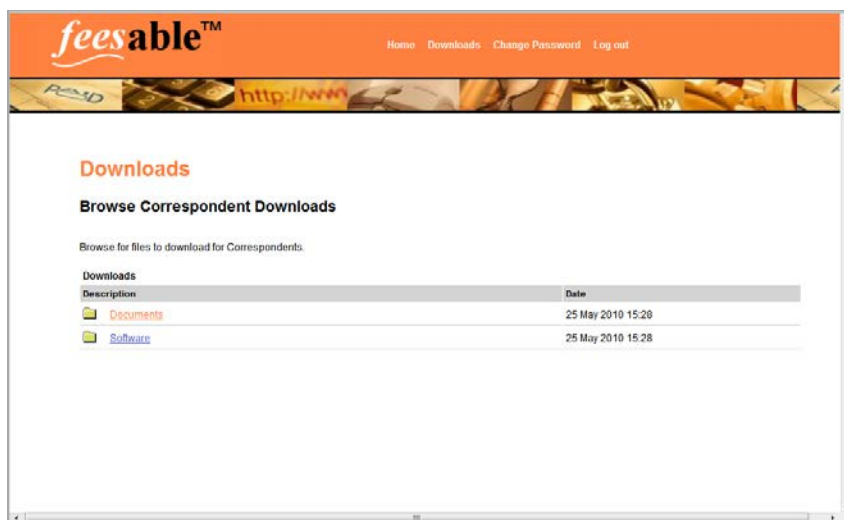 feesable™
Home Downloads Change Password Log out
http://www
Downloads
Browse Correspondent Downloads
Browse for files to download for Correspondents.
Downloads
Description Date
Documents 25 May 2010 15:28
Software 25 May 2010 15:28